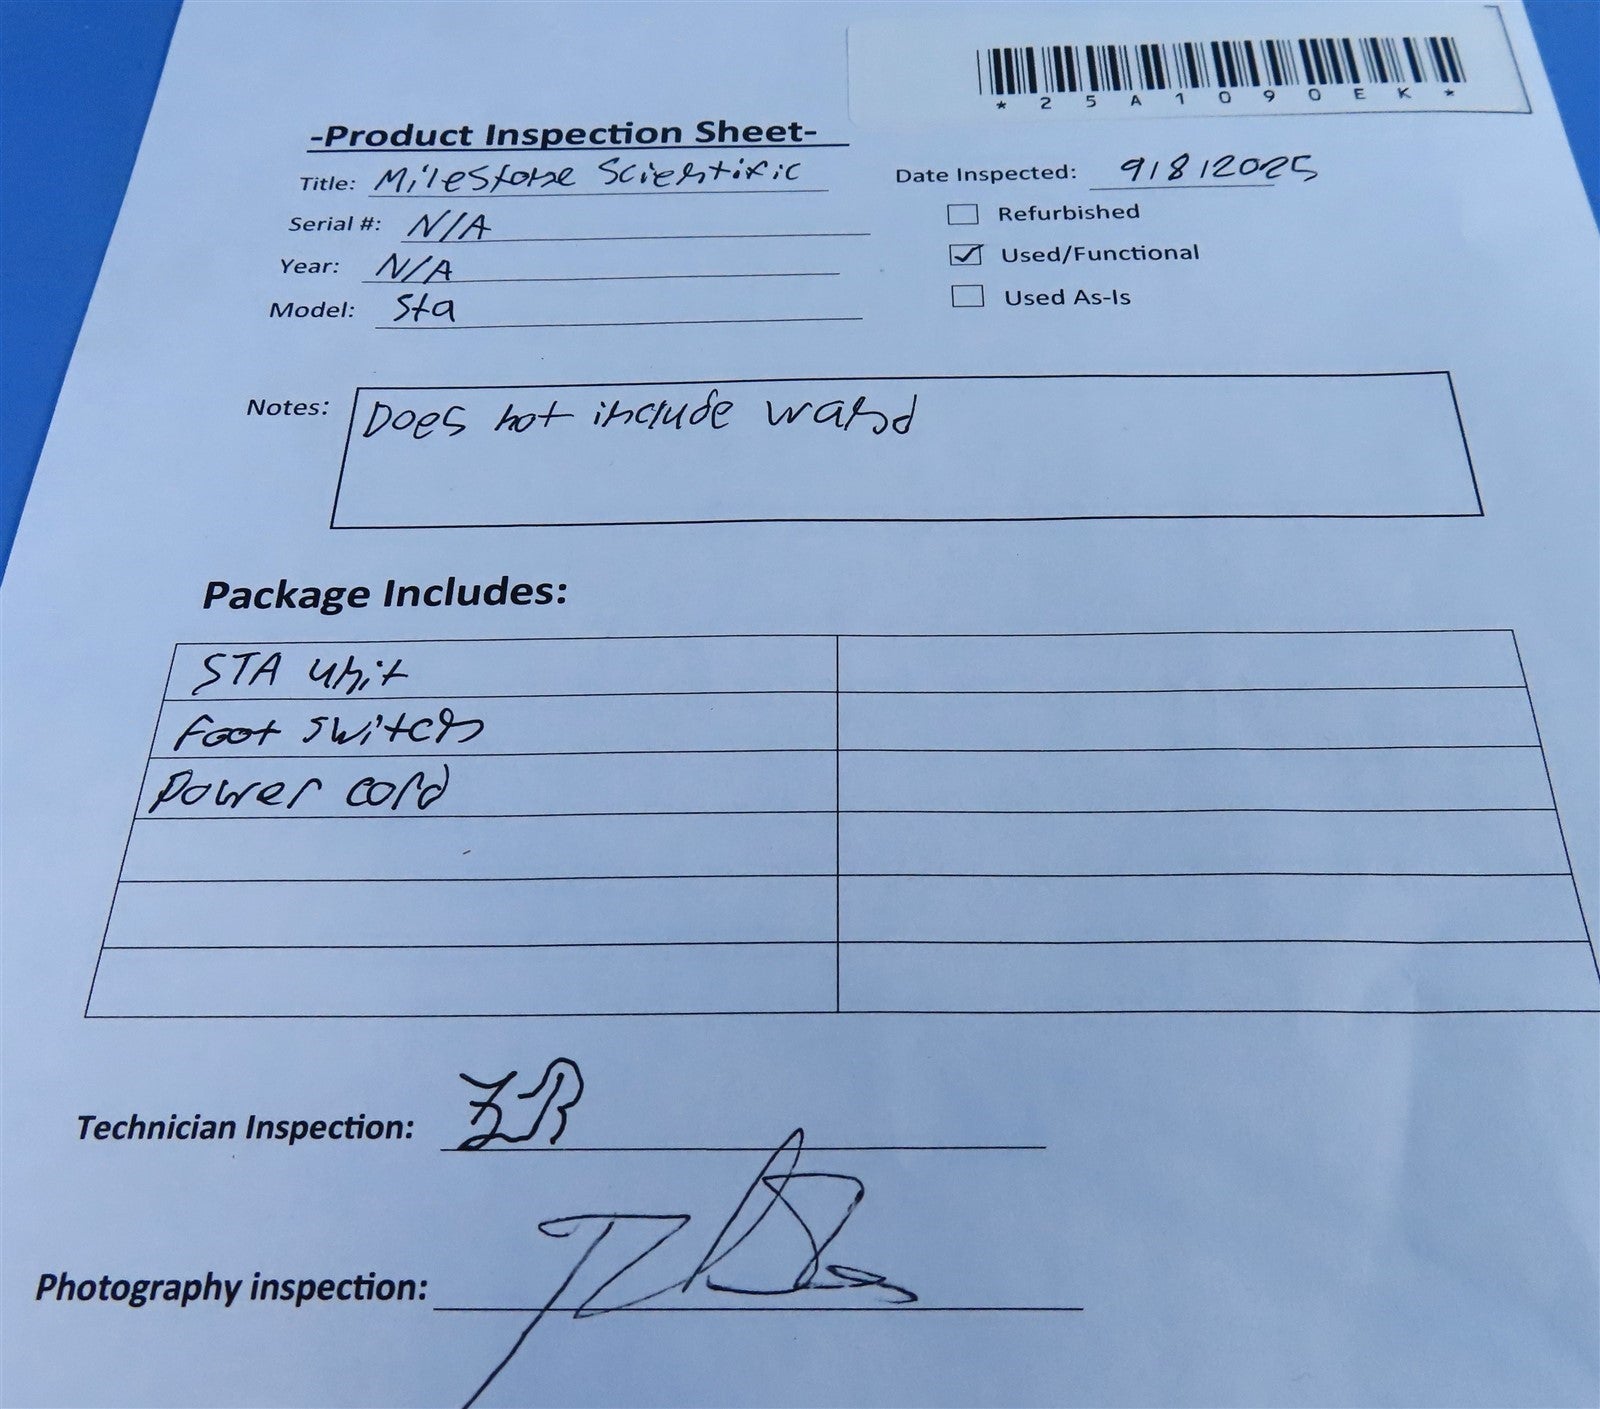 *25A1090EK*
-Product Inspection Sheet-
Title: Milestone Scientific
Date Inspected: 9/8/2025
Serial #: N/A
Refurbished
Year: N/A
Used/Functional
Model: Sta
Used As-Is
Notes: Does not include wand
Package Includes:
STA unit
Foot switch
Power cord
Technician Inspection: ZR
Photography inspection: